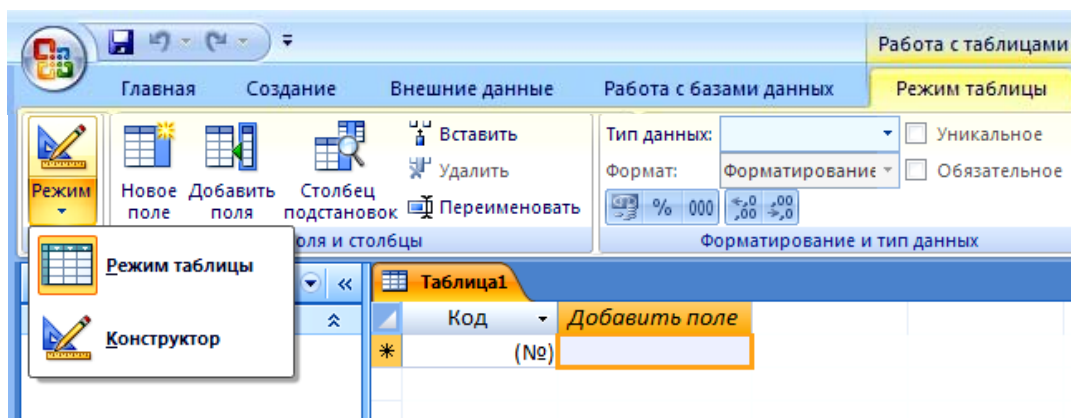 Работа с таблицами
Главная Создание Внешние данные Работа с базами данных Режим таблицы
Режим
Новое поле
Добавить поля
Столбец подстановок
Вставить
Удалить
Переименовать
Тип данных:
Формат: Форматирование
% 000
Уникальное
Обязательное
столбцы
Форматирование и тип данных
Режим таблицы
Конструктор
Таблица1
Код Добавить поле
(№)